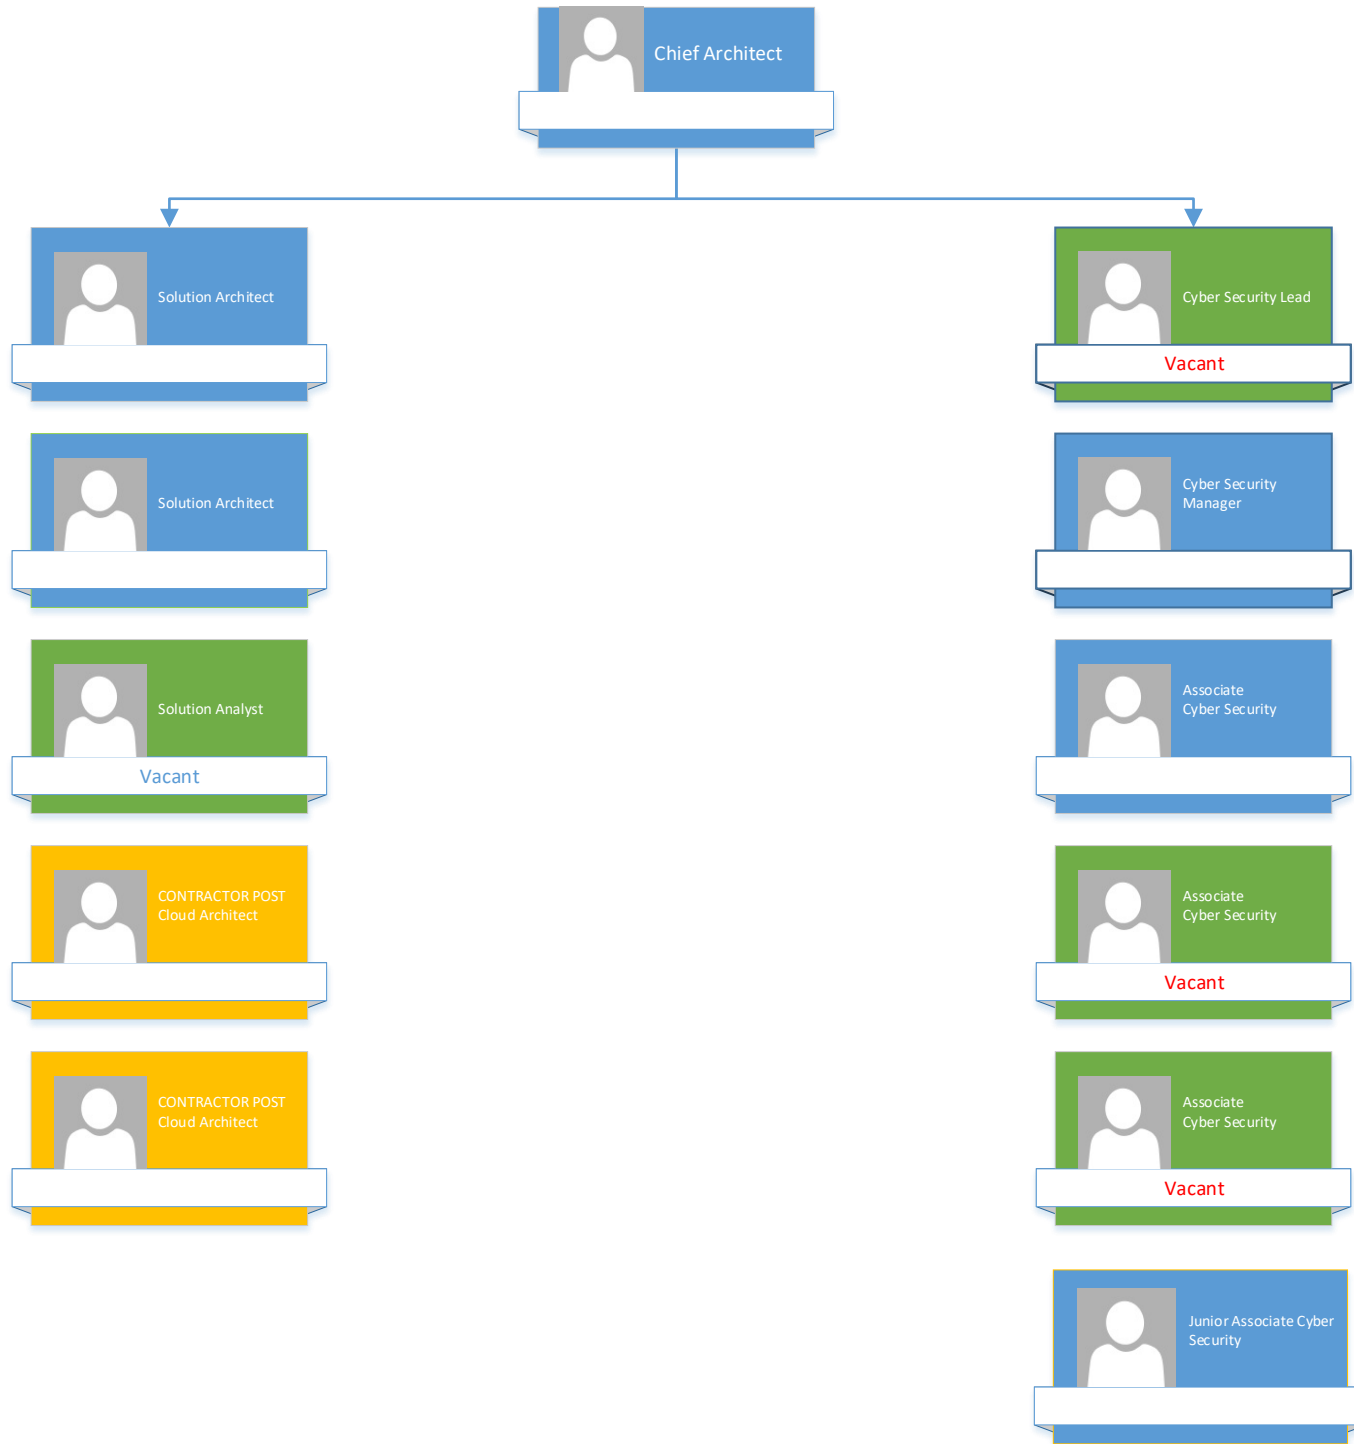 Chief Architect
Solution Architect
Solution Architect
Solution Analyst
Vacant
CONTRACTOR POST
Cloud Architect
CONTRACTOR POST
Cloud Architect
Cyber Security Lead
Vacant
Cyber Security
Manager
Associate
Cyber Security
Associate
Cyber Security
Vacant
Associate
Cyber Security
Vacant
Junior Associate Cyber
Security